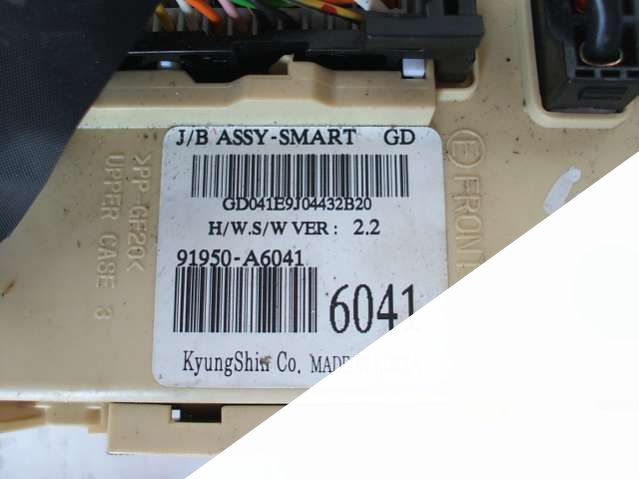 J/B ASSY-SMART GD
GD041E9J04432B20
H/W.S/W VER : 2.2
91950-A6041
6041
KyungShin Co.
E FRONT
>PP-GF20<
UPPER CASE 3